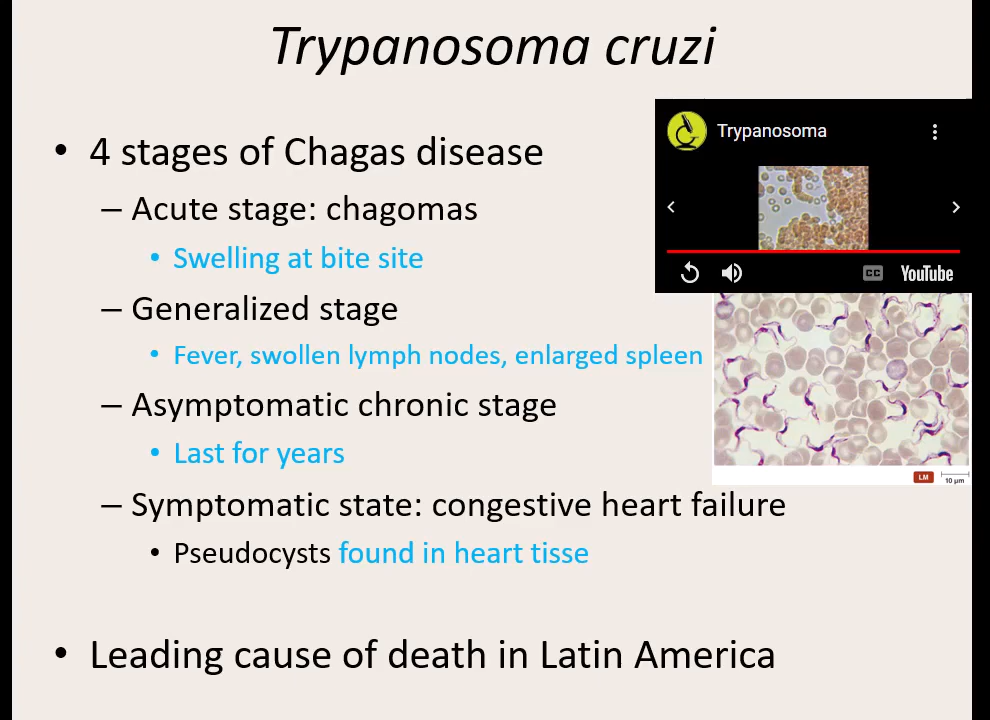 Trypanosoma cruzi
• 4 stages of Chagas disease
– Acute stage: chagomas
• Swelling at bite site
– Generalized stage
• Fever, swollen lymph nodes, enlarged spleen
– Asymptomatic chronic stage
• Last for years
– Symptomatic state: congestive heart failure
• Pseudocysts found in heart tisse
• Leading cause of death in Latin America
Trypanosoma
CC
YouTube
LM
10 µm